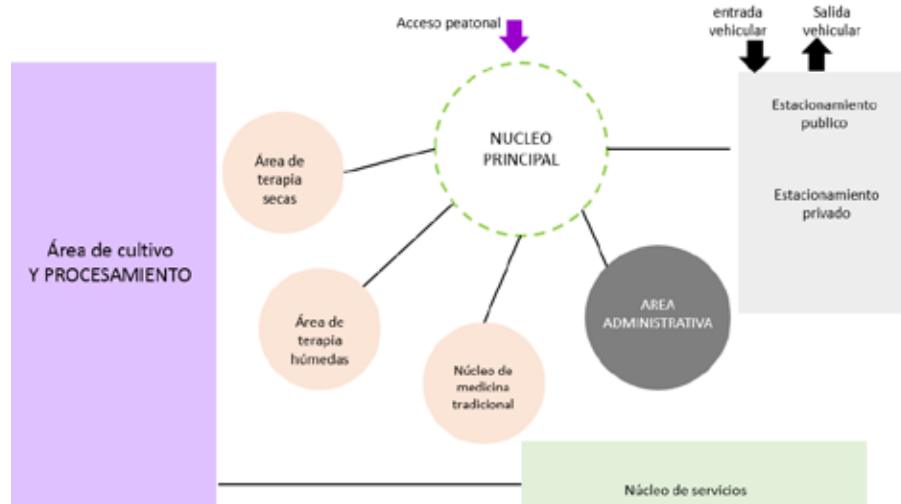 Acceso peatonal
entrada
vehicular
Salida
vehicular
Estacionamiento
publico
NUCLEO
PRINCIPAL
Área de
terapia
secas
Estacionamiento
privado
Área de cultivo
Y PROCESAMIENTO
Área de
terapia
húmedas
AREA
ADMINISTRATIVA
Núcleo de
medicina
tradicional
Núcleo de servicios